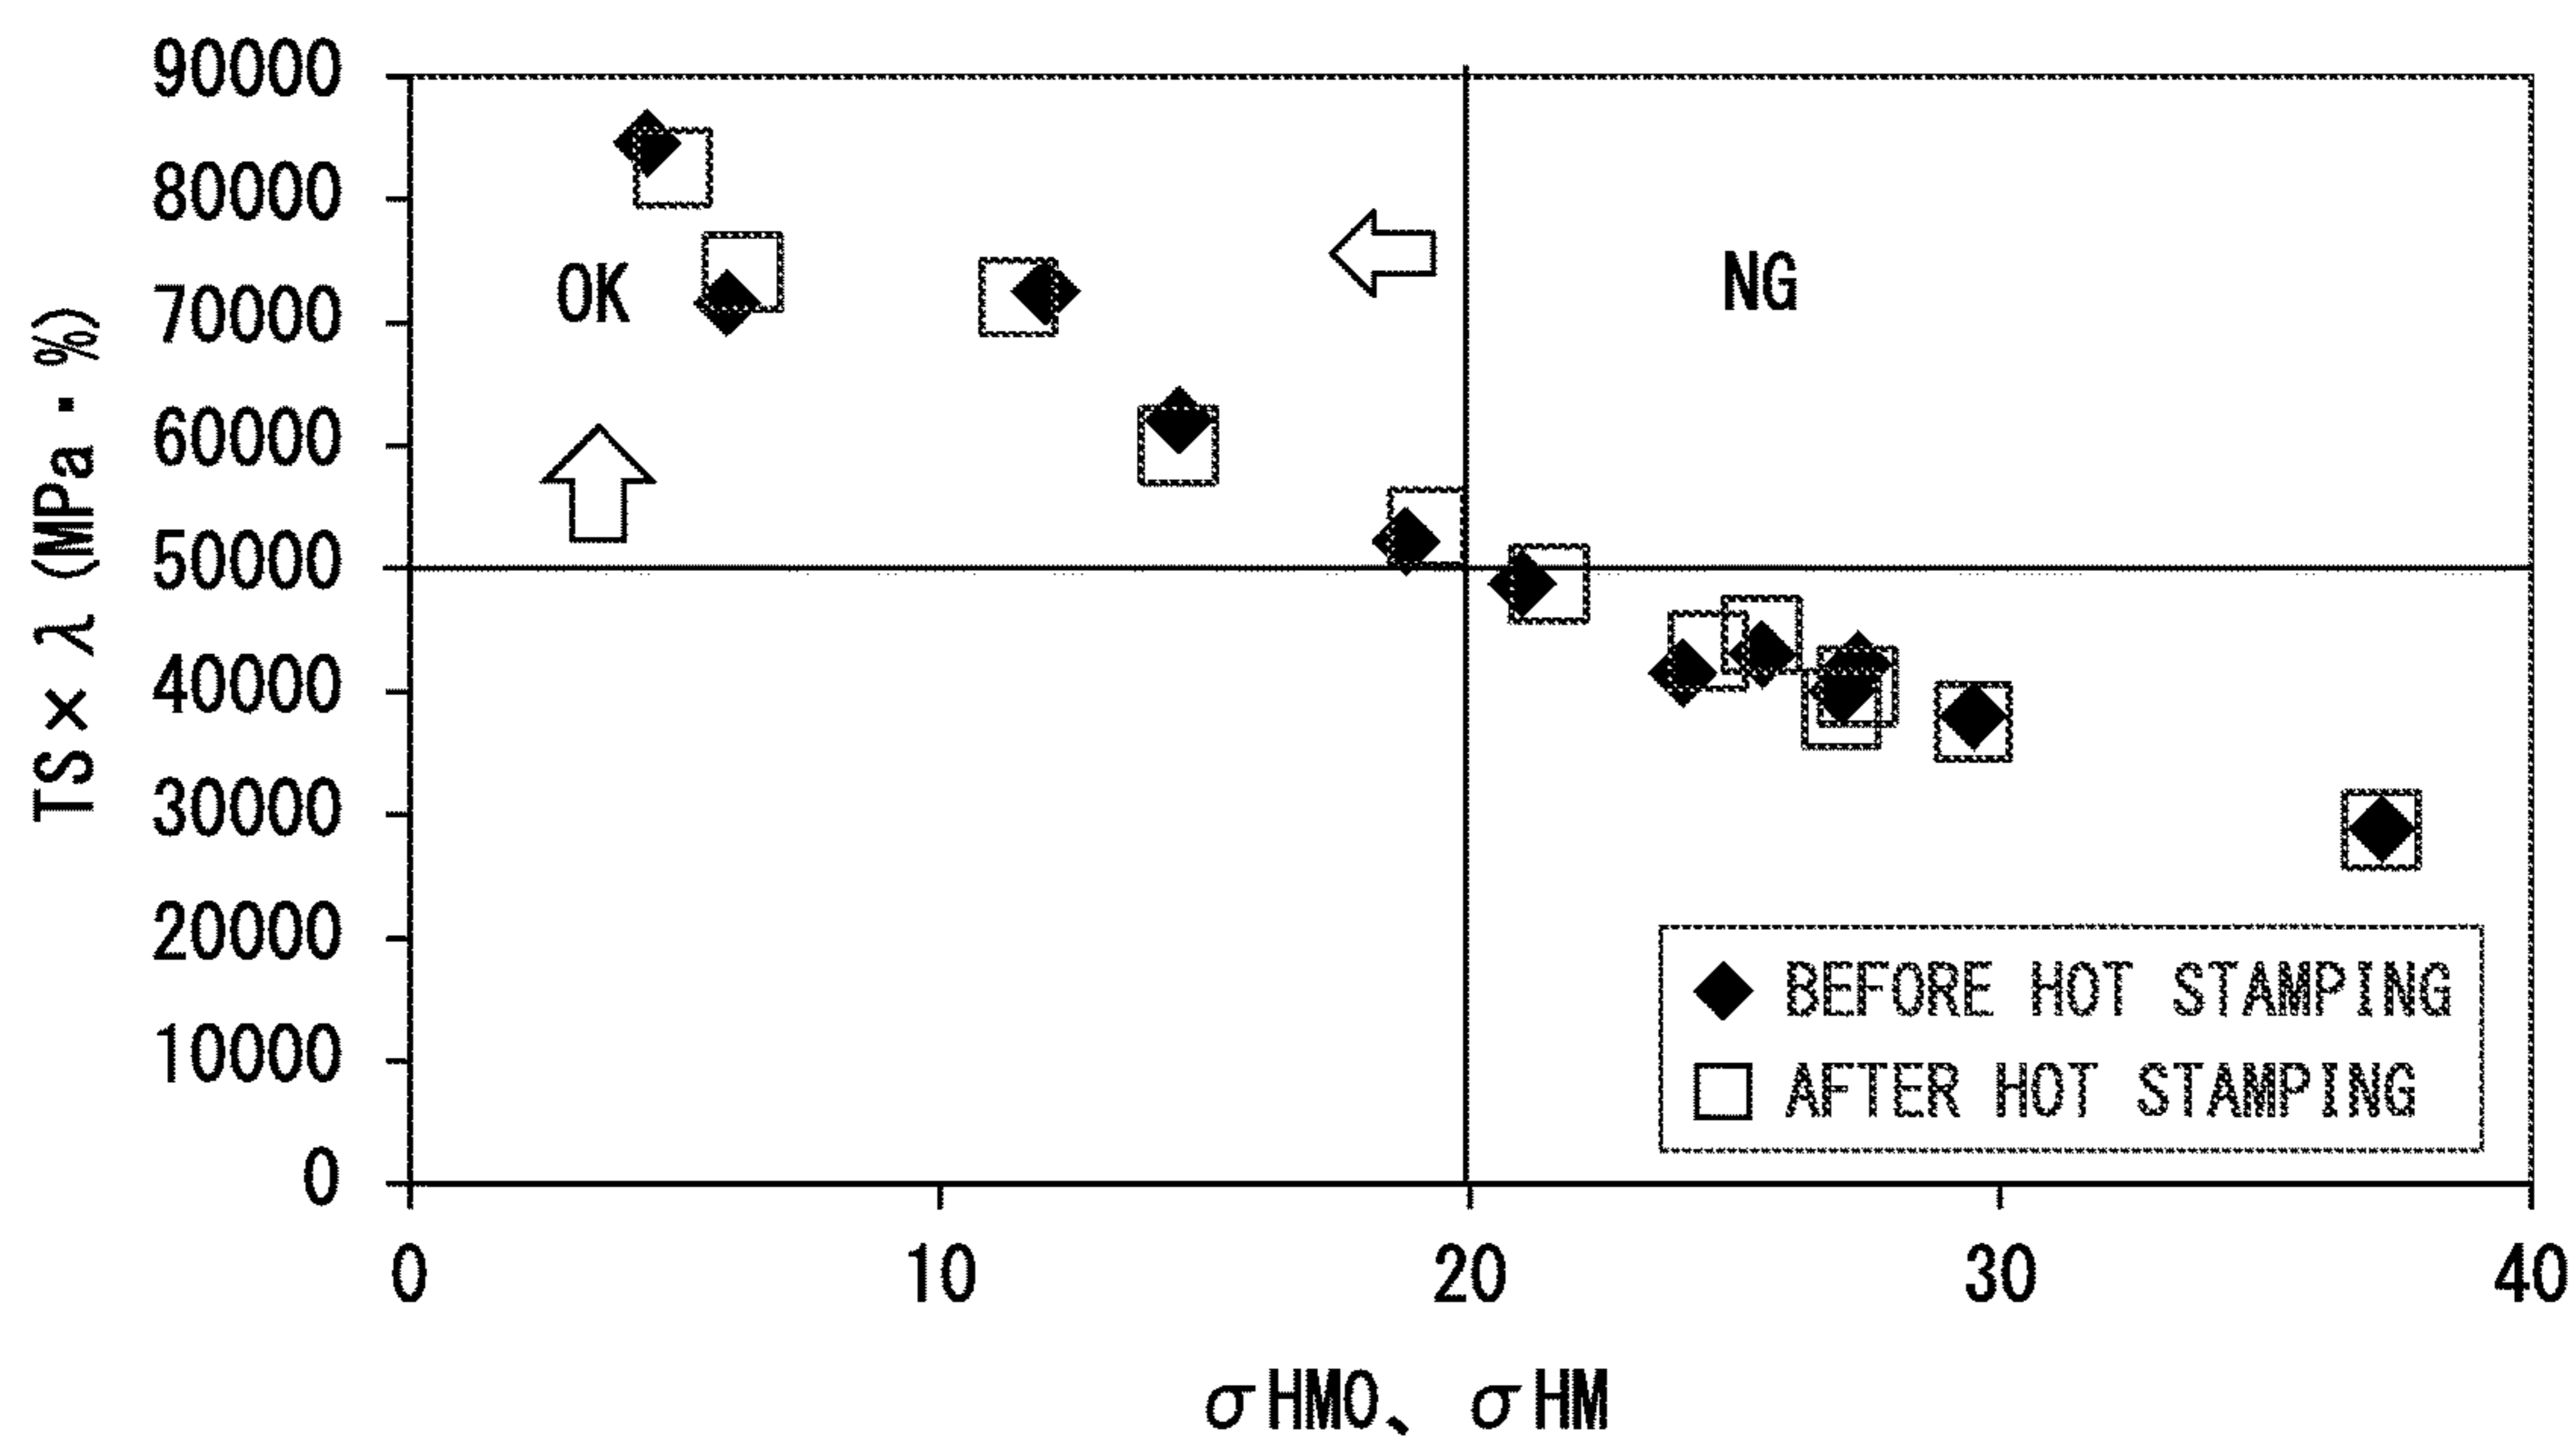 90000
80000
70000
60000
50000
40000
30000
20000
10000
0
TS×λ (MPa・%)
OK
NG
◆ BEFORE HOT STAMPING
□ AFTER HOT STAMPING
0 10 20 30 40
σHM0、σHM